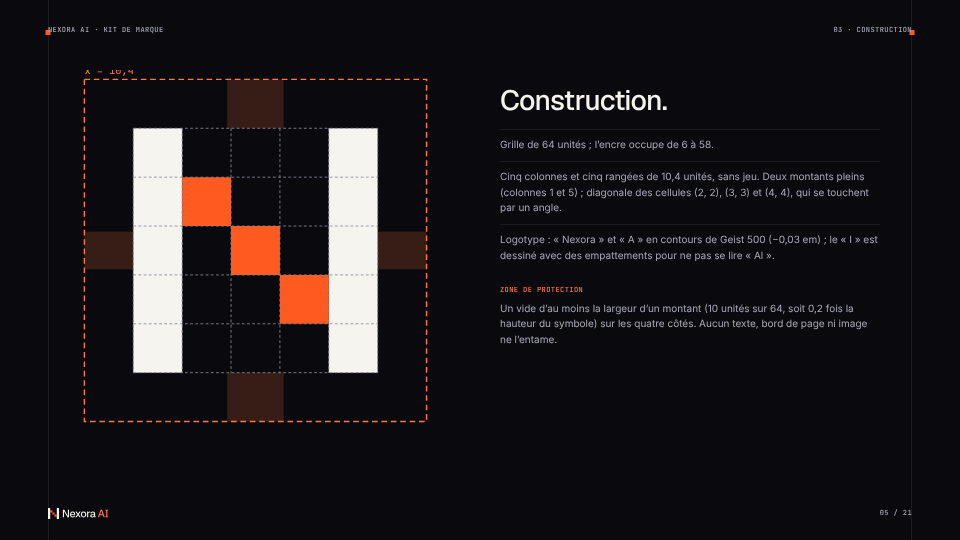 NEXORA AI · KIT DE MARQUE
03 · CONSTRUCTION
x = 10,4
Construction.
Grille de 64 unités ; l’encre occupe de 6 à 58.
Cinq colonnes et cinq rangées de 10,4 unités, sans jeu. Deux montants pleins
(colonnes 1 et 5) ; diagonale des cellules (2, 2), (3, 3) et (4, 4), qui se touchent
par un angle.
Logotype : « Nexora » et « A » en contours de Geist 500 (−0,03 em) ; le « I » est
dessiné avec des empattements pour ne pas se lire « Al ».
ZONE DE PROTECTION
Un vide d’au moins la largeur d’un montant (10 unités sur 64, soit 0,2 fois la
hauteur du symbole) sur les quatre côtés. Aucun texte, bord de page ni image
ne l’entame.
Nexora AI
05 / 21